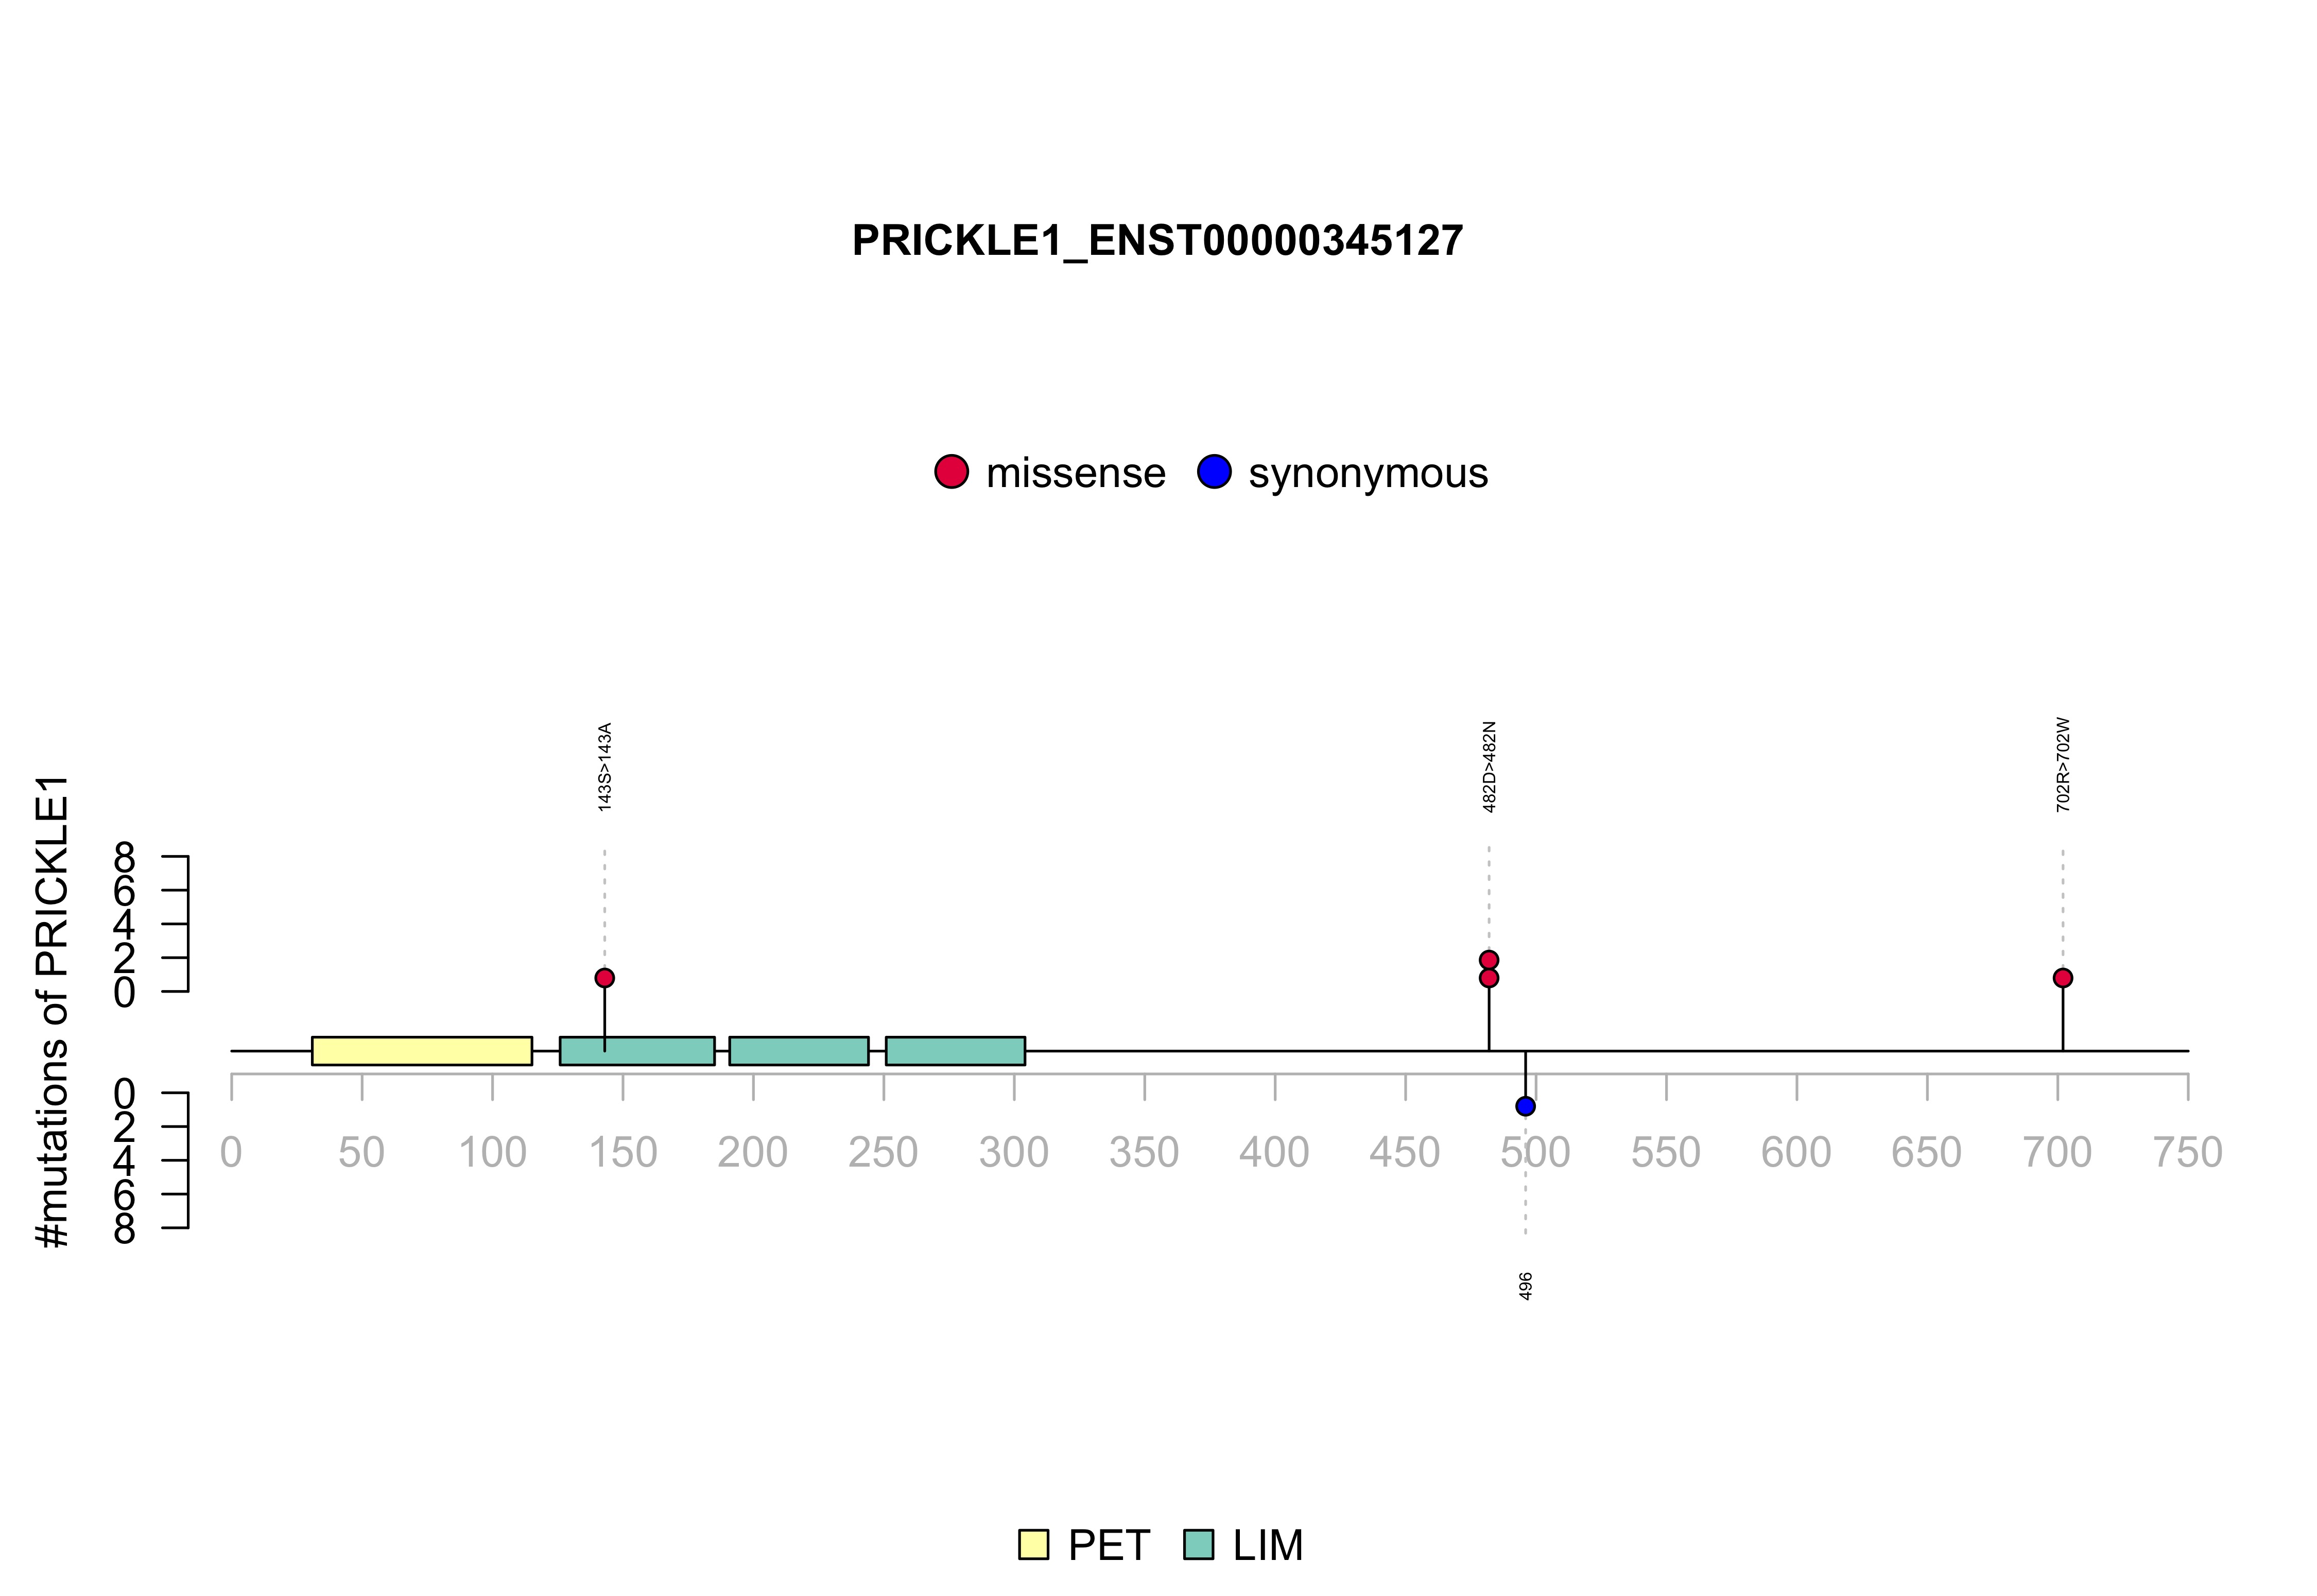 PRICKLE1_ENST00000345127
missense synonymous
143S>143A 482D>482N 702R>702W
#mutations of PRICKLE1
8
6
4
2
0
0
2
4
6
8
0 50 100 150 200 250 300 350 400 450 500 550 600 650 700 750
496
PET LIM